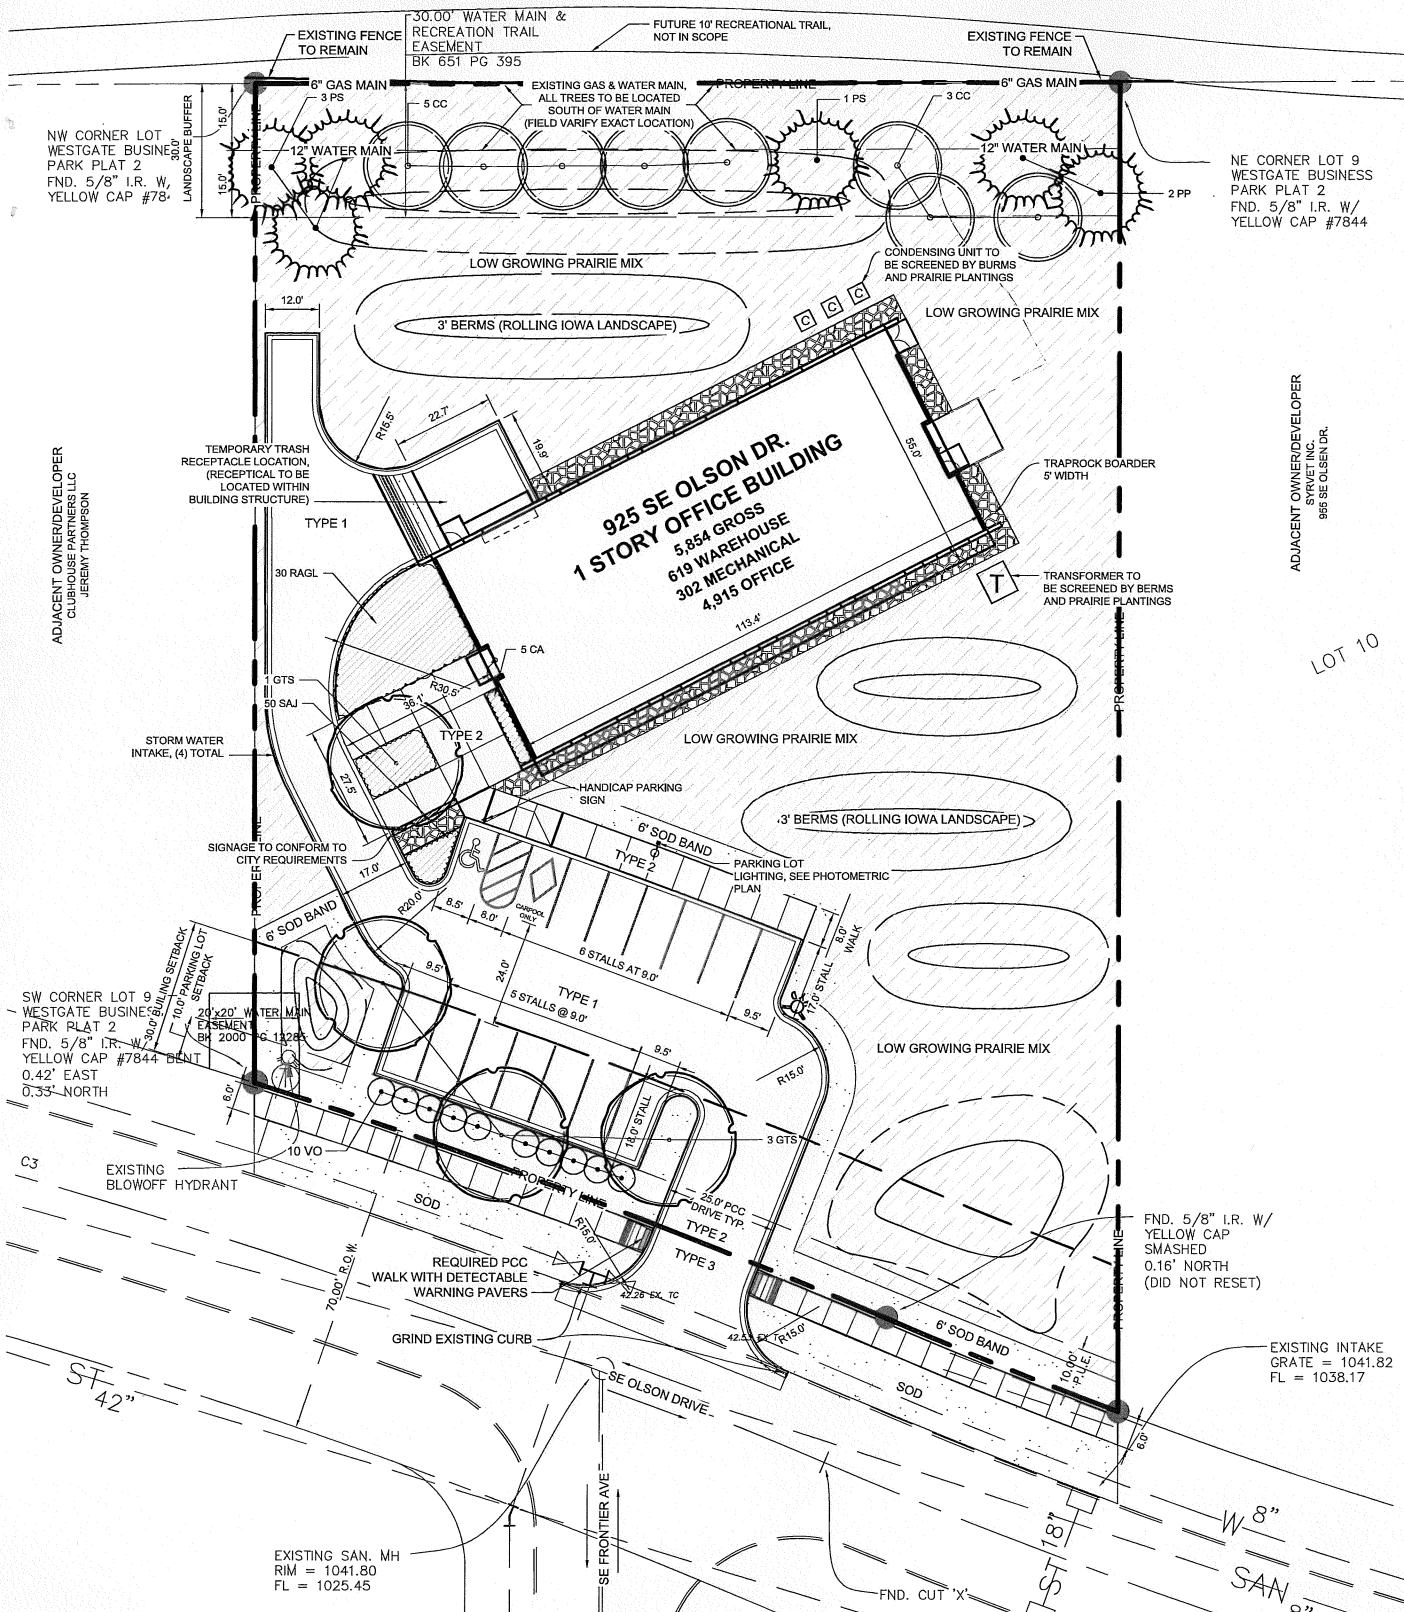 30.00' WATER MAIN &
RECREATION TRAIL
EASEMENT
BK 651 PG 395
EXISTING FENCE
TO REMAIN
FUTURE 10' RECREATIONAL TRAIL,
NOT IN SCOPE
EXISTING FENCE
TO REMAIN
6" GAS MAIN
EXISTING GAS & WATER MAIN,
ALL TREES TO BE LOCATED
SOUTH OF WATER MAIN
(FIELD VARIFY EXACT LOCATION)
PROPERTY LINE
6" GAS MAIN
3 PS
5 CC
1 PS
3 CC
LANDSCAPE BUFFER
30.0'
15.0'
15.0'
PROPERTY LINE
NW CORNER LOT
WESTGATE BUSINE
PARK PLAT 2
FND. 5/8" I.R. W,
YELLOW CAP #78
12" WATER MAIN
12" WATER MAIN
2 PP
NE CORNER LOT 9
WESTGATE BUSINESS
PARK PLAT 2
FND. 5/8" I.R. W/
YELLOW CAP #7844
LOW GROWING PRAIRIE MIX
CONDENSING UNIT TO
BE SCREENED BY BURMS
AND PRAIRIE PLANTINGS
12.0'
3' BERMS (ROLLING IOWA LANDSCAPE)
C
C
C
LOW GROWING PRAIRIE MIX
R15.5'
22.7'
19.9'
TEMPORARY TRASH
RECEPTACLE LOCATION,
(RECEPTICAL TO BE
LOCATED WITHIN
BUILDING STRUCTURE)
TYPE 1
925 SE OLSON DR.
1 STORY OFFICE BUILDING
5,854 GROSS
619 WAREHOUSE
302 MECHANICAL
4,915 OFFICE
55.0'
113.4'
TRAPROCK BOARDER
5' WIDTH
ADJACENT OWNER/DEVELOPER
CLUBHOUSE PARTNERS LLC
JEREMY THOMPSON
ADJACENT OWNER/DEVELOPER
SYRVET INC.
955 SE OLSEN DR.
T
TRANSFORMER TO
BE SCREENED BY BERMS
AND PRAIRIE PLANTINGS
PROPERTY LINE
LOT 10
30 RAGL
5 CA
1 GTS
50 SAJ
R30.5'
36.1'
TYPE 2
27.5'
STORM WATER
INTAKE, (4) TOTAL
LOW GROWING PRAIRIE MIX
HANDICAP PARKING
SIGN
3' BERMS (ROLLING IOWA LANDSCAPE)
6' SOD BAND
TYPE 2
PARKING LOT
LIGHTING, SEE PHOTOMETRIC
PLAN
SIGNAGE TO CONFORM TO
CITY REQUIREMENTS
17.0'
R20.0'
8.5'
8.0'
CARPOOL
ONLY
6 STALLS AT 9.0'
24.0'
8.0'
WALK
17.0' STALL
6' SOD BAND
9.5'
5 STALLS @ 9.0'
TYPE 1
9.5'
9.5'
R15.0'
LOW GROWING PRAIRIE MIX
30.0' BUILING SETBACK
10.0' PARKING LOT
SETBACK
SW CORNER LOT 9
WESTGATE BUSINES
PARK PLAT 2
FND. 5/8" I.R. W/
YELLOW CAP #7844 BENT
0.42' EAST
0.33' NORTH
20'x20' WATER MAIN
EASEMENT
BK 2000 PG 12285
6.0'
18.0' STALL
3 GTS
10 VO
EXISTING
BLOWOFF HYDRANT
C3
SOD
PROPERTY LINE
25.0' PCC
DRIVE TYP.
TYPE 2
TYPE 3
R15.0'
REQUIRED PCC
WALK WITH DETECTABLE
WARNING PAVERS
42.26 EX. TC
GRIND EXISTING CURB
R15.0'
70.00' R.O.W.
FND. 5/8" I.R. W/
YELLOW CAP
SMASHED
0.16' NORTH
(DID NOT RESET)
PROPERTY LINE
6' SOD BAND
10.00'
P.U.E.
SOD
6.0'
EXISTING INTAKE
GRATE = 1041.82
FL = 1038.17
ST
42"
SE OLSON DRIVE
SE FRONTIER AVE
EXISTING SAN. MH
RIM = 1041.80
FL = 1025.45
FND. CUT 'X'
ST 18"
W 8"
SAN
8"